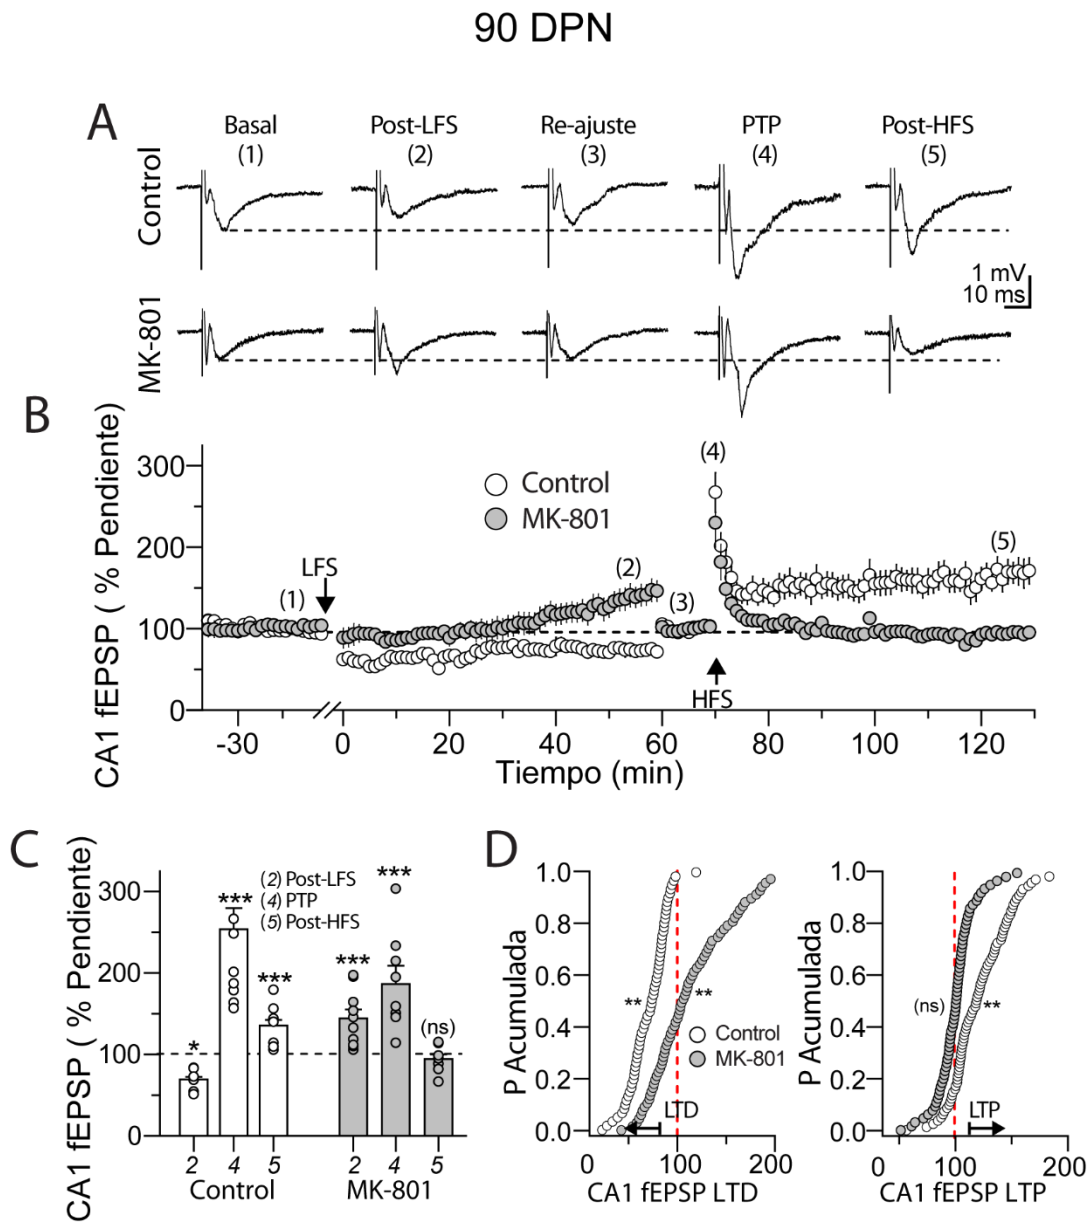 90 DPN
A
Basal
(1)
Post-LFS
(2)
Re-ajuste
(3)
PTP
(4)
Post-HFS
(5)
Control
1 mV
10 ms
MK-801
B
CA1 fEPSP ( % Pendiente)
300
200
100
0
(1)
LFS
(2)
(3)
(4)
(5)
Control
MK-801
HFS
-30
0
20
40
60
80
100
120
Tiempo (min)
C
CA1 fEPSP ( % Pendiente)
300
200
100
0
*
***
***
(2) Post-LFS
(4) PTP
(5) Post-HFS
***
***
(ns)
2
4
5
2
4
5
Control
MK-801
D
P Acumulada
1.0
0.8
0.6
0.4
0.2
0.0
**
**
Control
MK-801
LTD
0
100
200
CA1 fEPSP LTD
P Acumulada
1.0
0.8
0.6
0.4
0.2
0.0
(ns)
**
LTP
0
100
200
CA1 fEPSP LTP